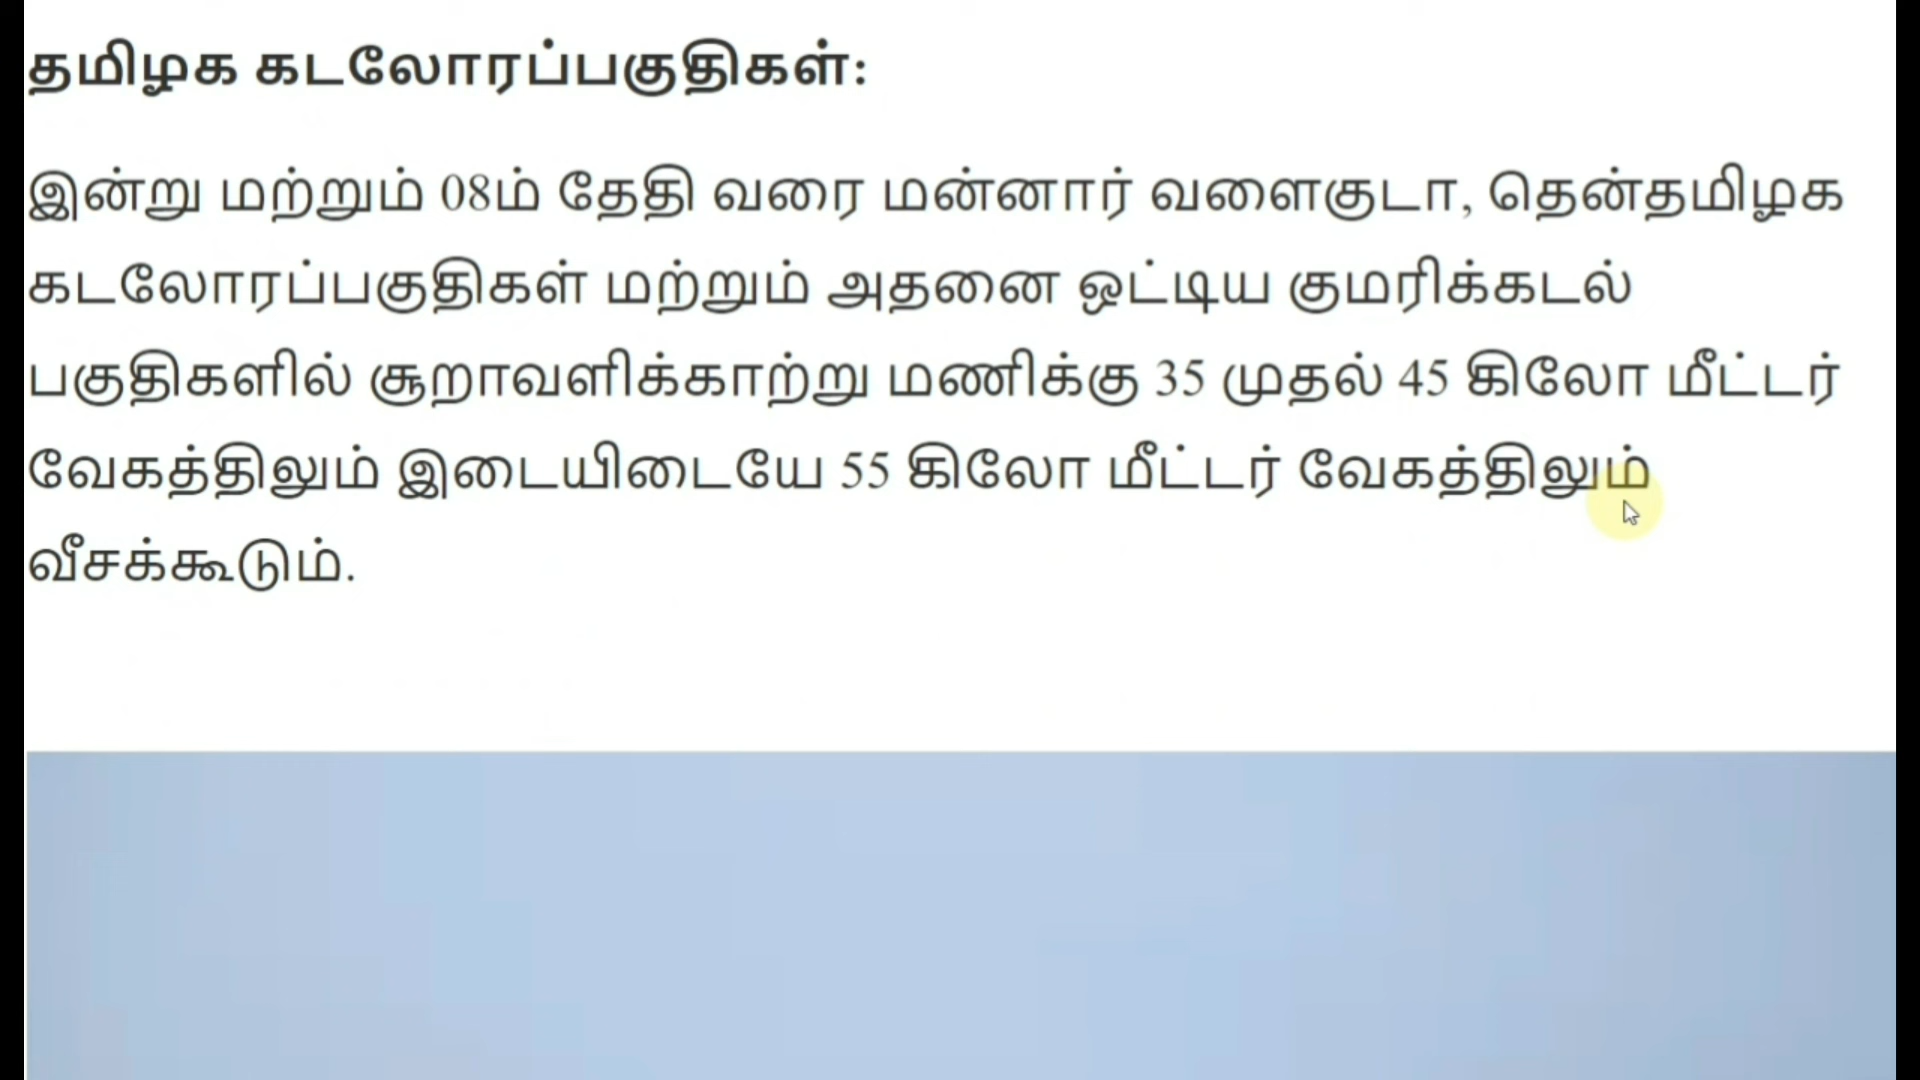 தமிழக கடலோரப்பகுதிகள்:
இன்று மற்றும் 08ம் தேதி வரை மன்னார் வளைகுடா, தென்தமிழக
கடலோரப்பகுதிகள் மற்றும் அதனை ஒட்டிய குமரிக்கடல்
பகுதிகளில் சூறாவளிக்காற்று மணிக்கு 35 முதல் 45 கிலோ மீட்டர்
வேகத்திலும் இடையிடையே 55 கிலோ மீட்டர் வேகத்திலும்
வீசக்கூடும்.